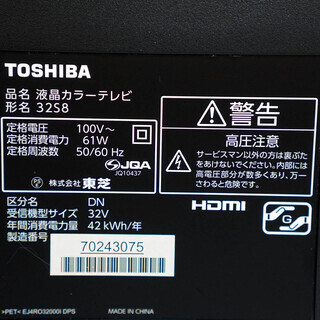 TOSHIBA
品名 液晶カラーテレビ
形名 32S8
定格電圧 100V～
定格消費電力 61W
定格周波数 50/60 Hz
JQA
JQ10437
株式会社 東芝
区分名 DN
受信機型サイズ 32V
年間消費電力量 42 kWh/年
製造番号
70243075
警告
高圧注意
サービスマン以外の方は裏ぶた
をあけないでください。内部には
高電圧部分が数多くあり、万一
さわると危険です。
HDMI
G
>PET< EJ4RO32000I DPS
MADE IN CHINA